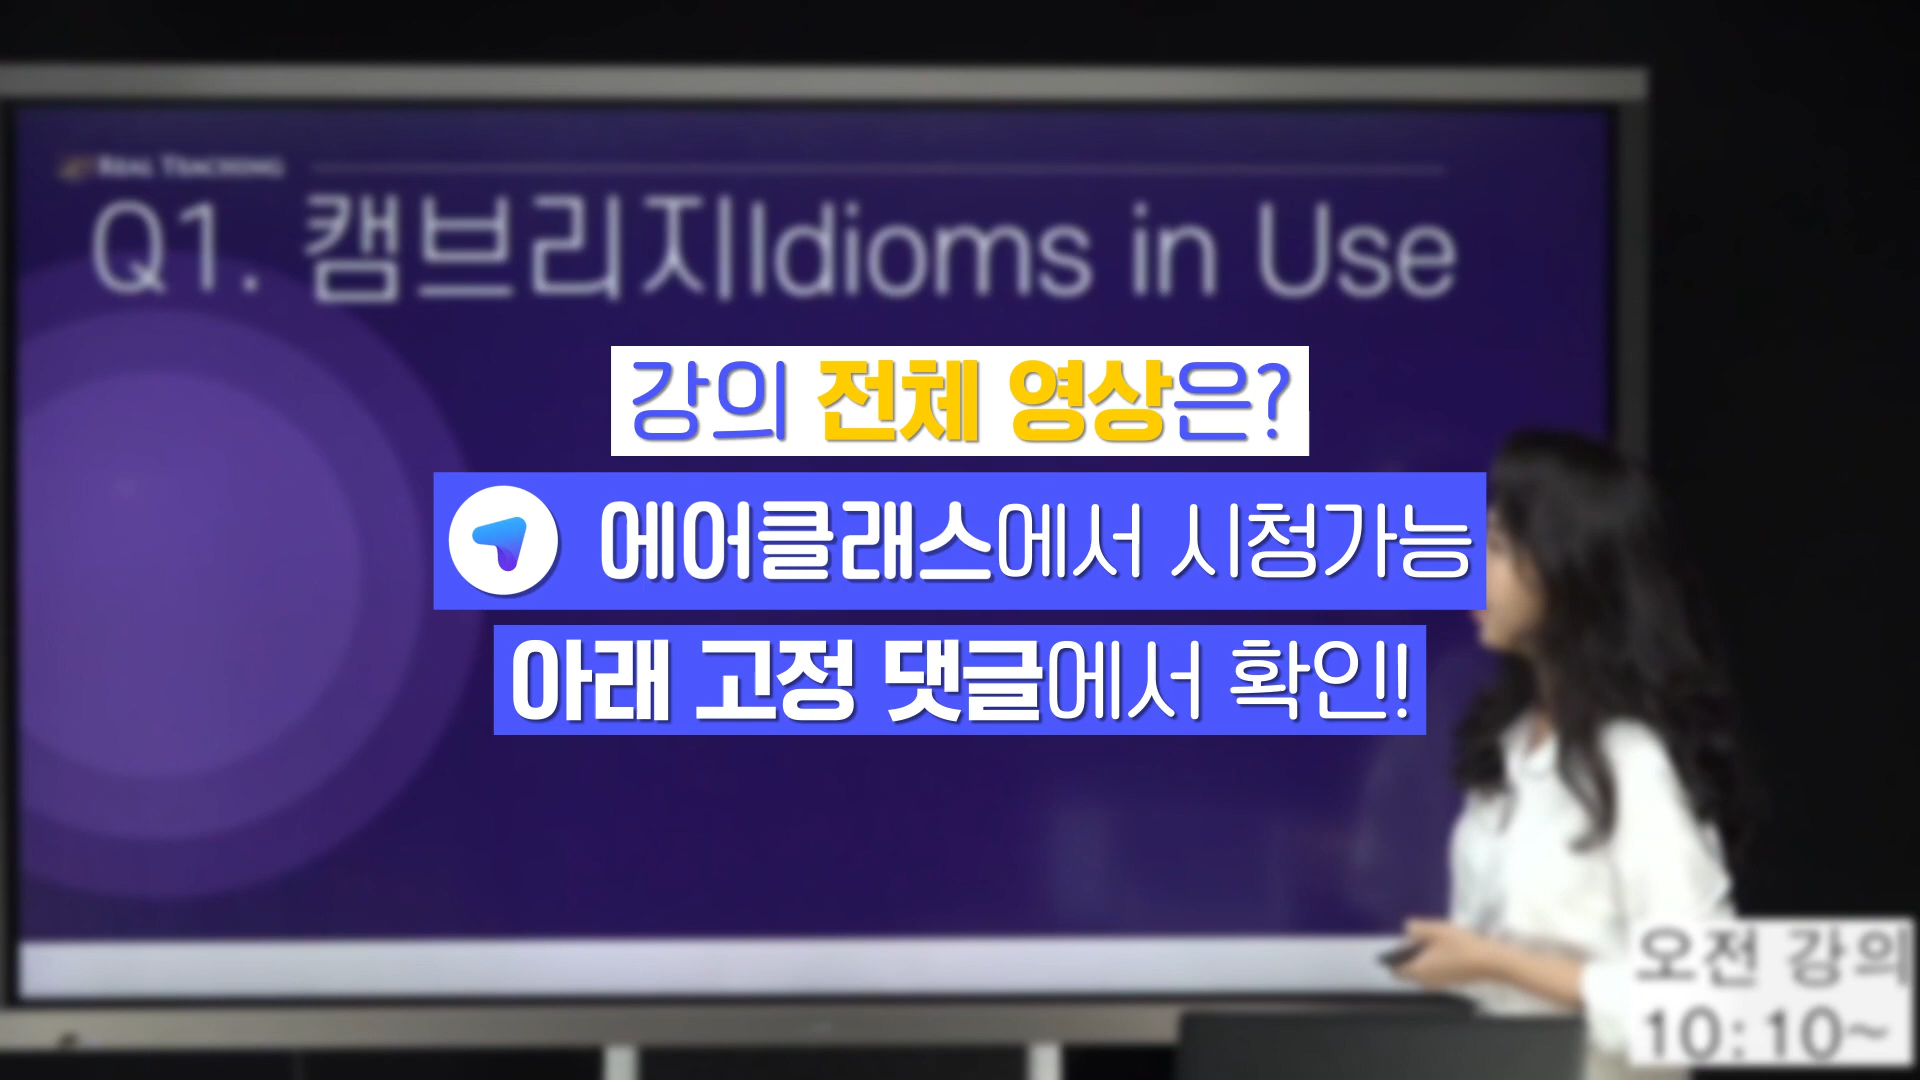 REAL TEACHING
Q1. 캠브리지Idioms in Use
강의 전체 영상은?
에어클래스에서 시청가능
아래 고정 댓글에서 확인!
오전 강의
10:10~